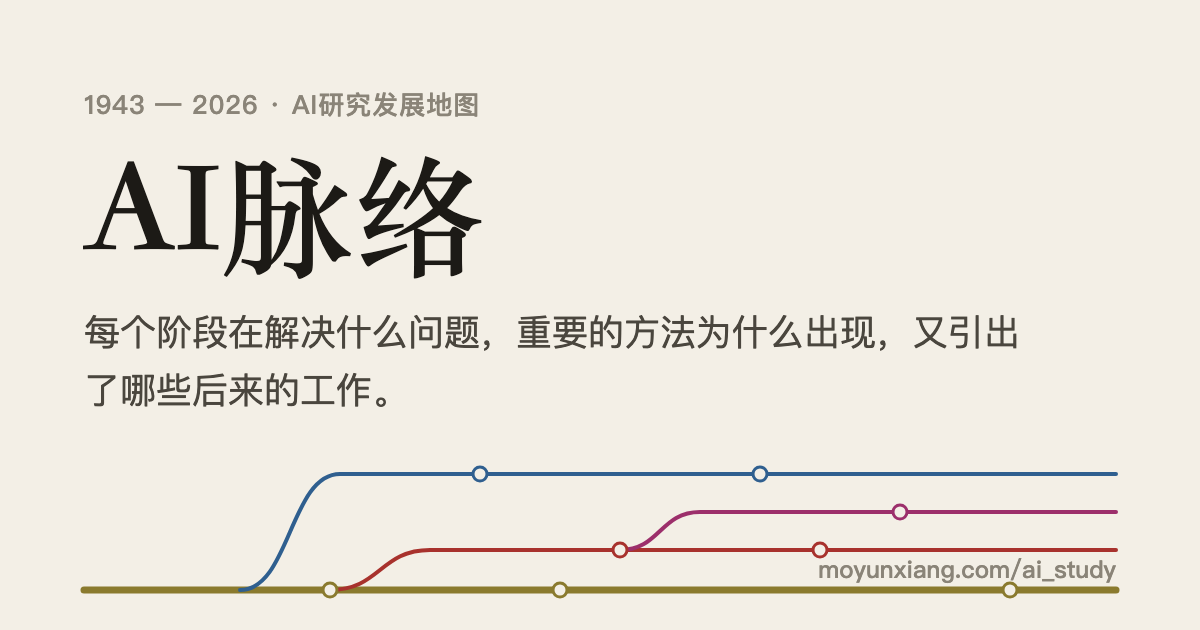 1943 — 2026 · AI研究发展地图
AI脉络
每个阶段在解决什么问题，重要的方法为什么出现，又引出
了哪些后来的工作。
moyunxiang.com/ai_study